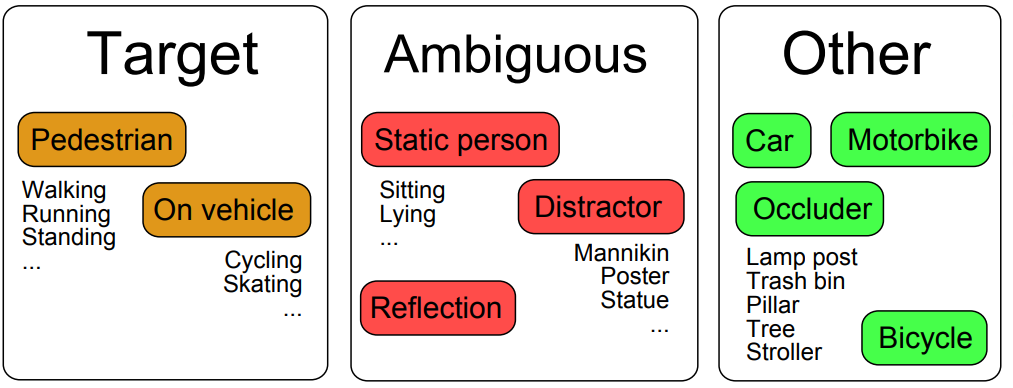 Target
Pedestrian
Walking
Running
Standing
...
On vehicle
Cycling
Skating
...
Ambiguous
Static person
Sitting
Lying
...
Distractor
Mannikin
Poster
Statue
...
Reflection
Other
Car
Motorbike
Occluder
Lamp post
Trash bin
Pillar
Tree
Stroller
Bicycle